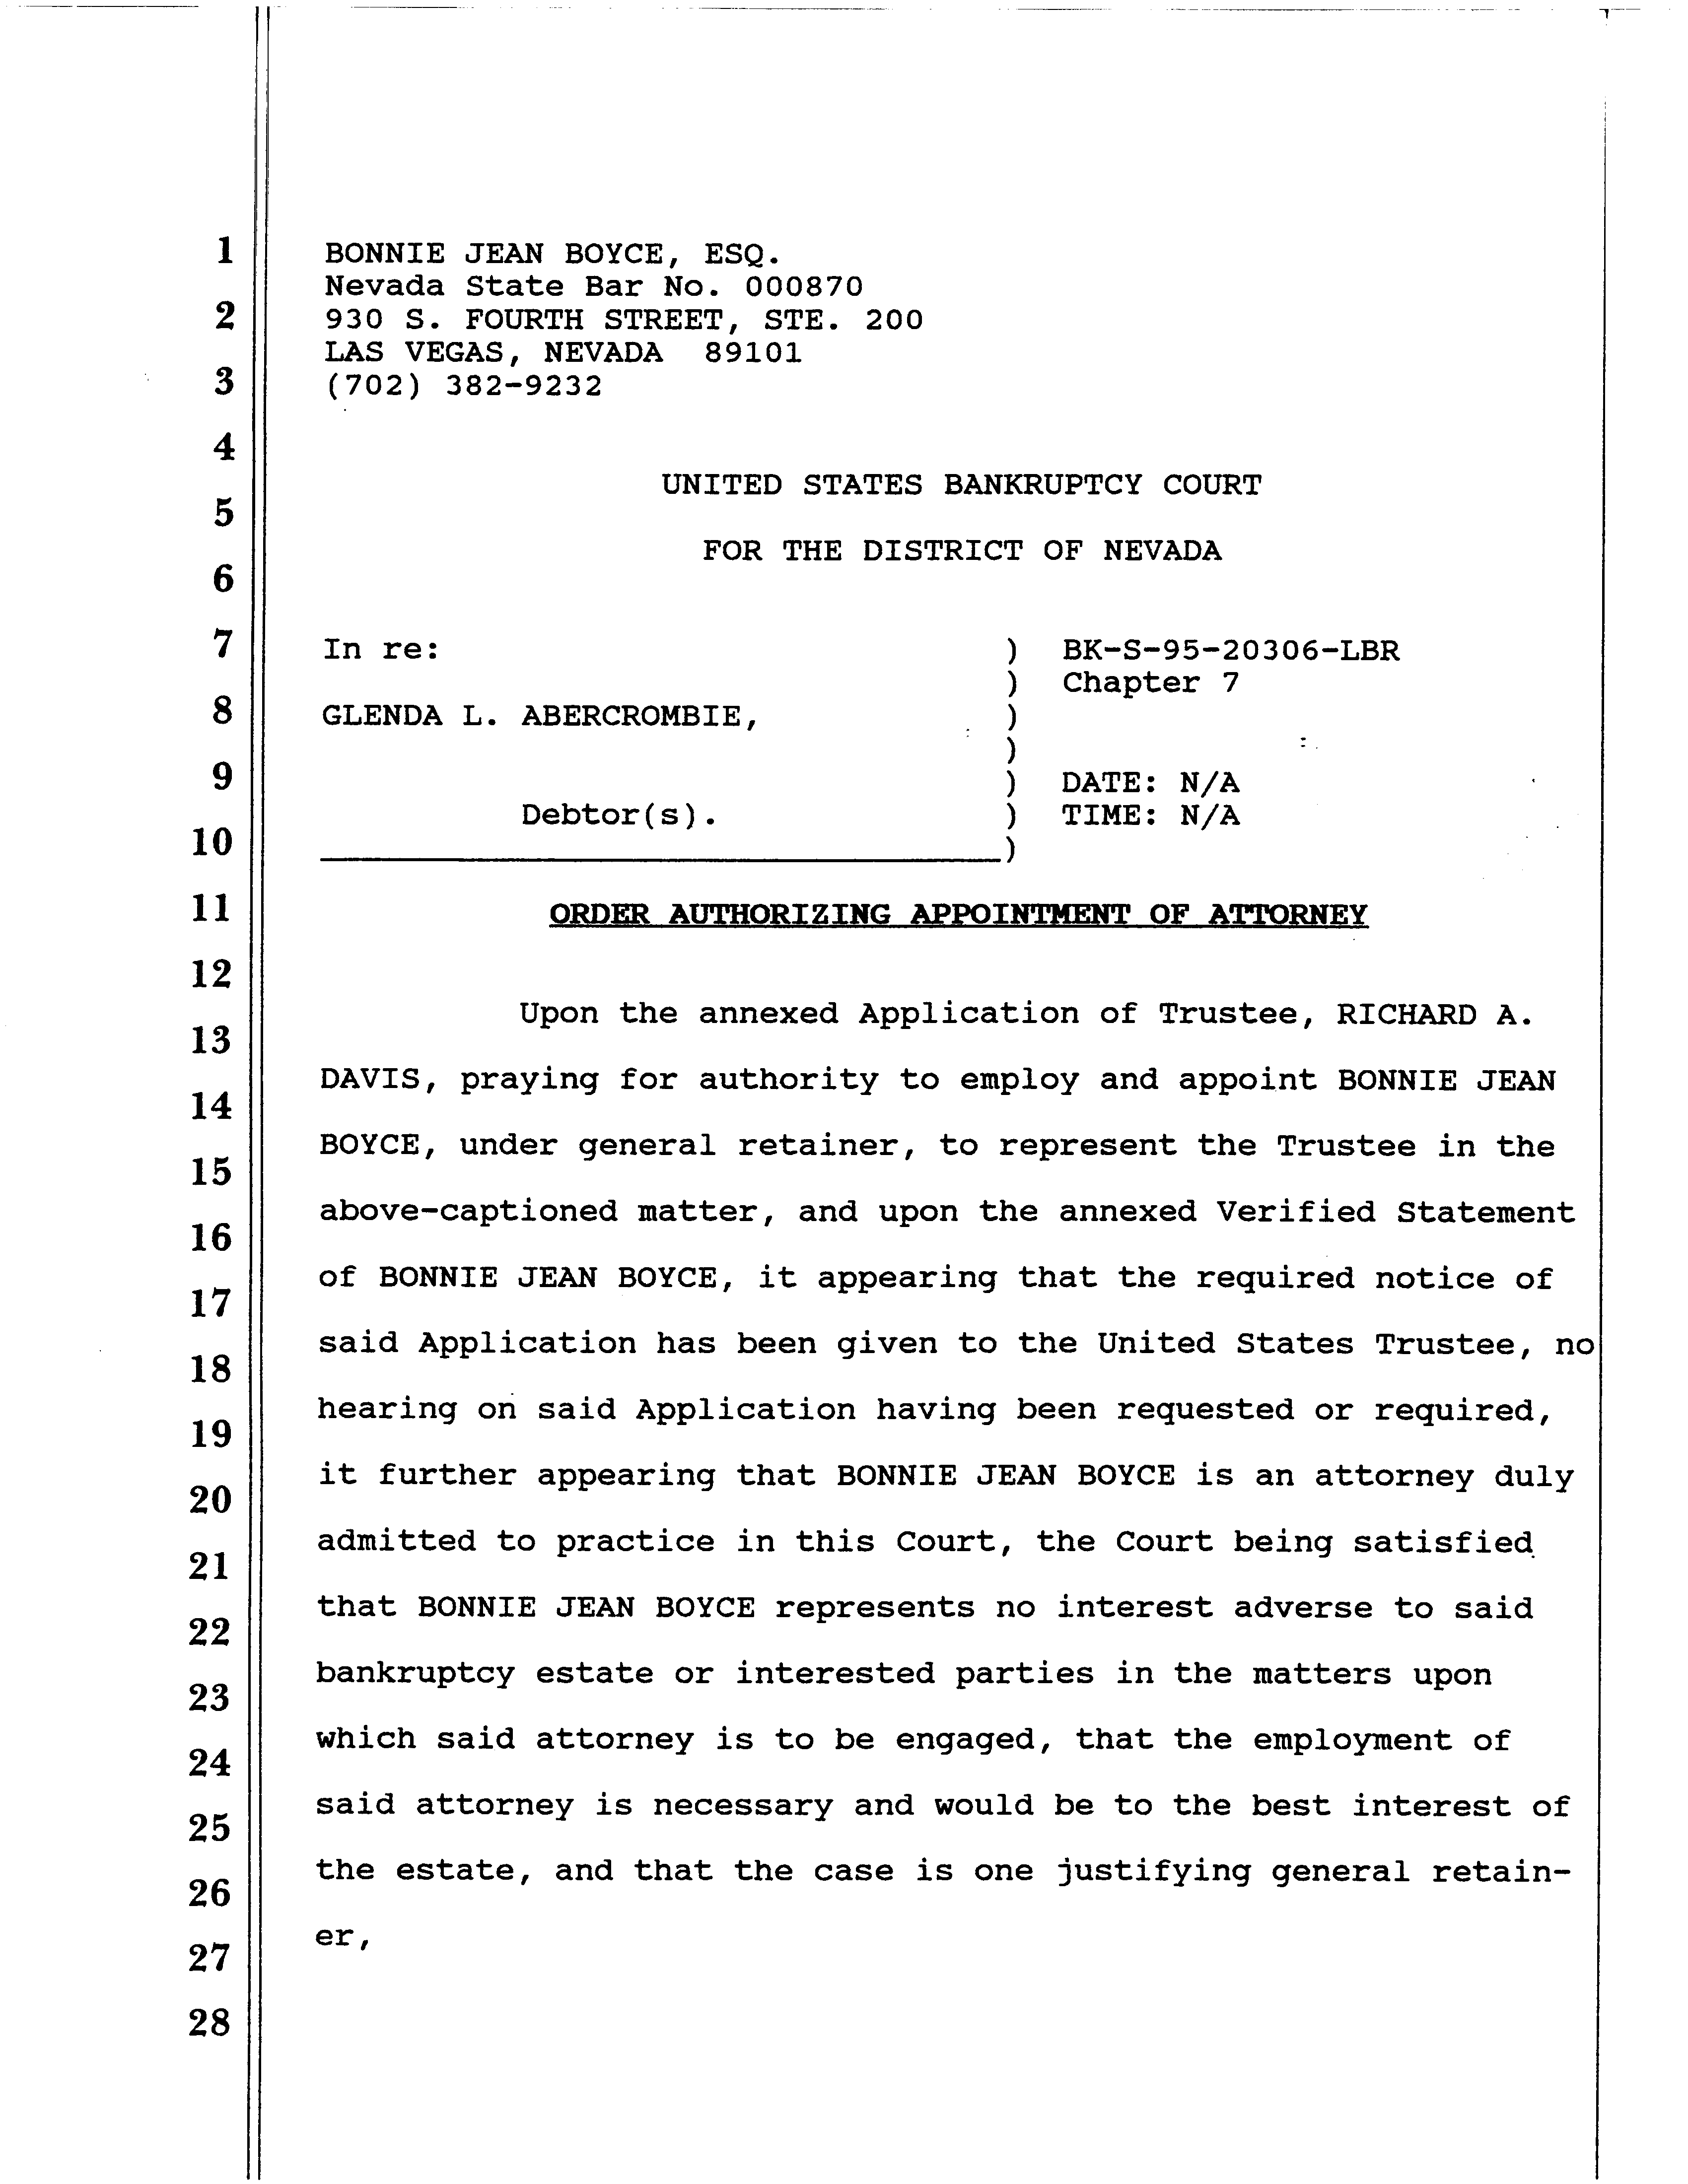 1 BONNIE JEAN BOYCE, ESQ.
Nevada State Bar No. 000870
2 930 S. FOURTH STREET, STE. 200
LAS VEGAS, NEVADA 89101
3 (702) 382-9232
4
UNITED STATES BANKRUPTCY COURT
5
FOR THE DISTRICT OF NEVADA
6
7 In re: ) BK-S-95-20306-LBR
) Chapter 7
8 GLENDA L. ABERCROMBIE, )
)
9 ) DATE: N/A
Debtor(s). ) TIME: N/A
10 )
11 ORDER AUTHORIZING APPOINTMENT OF ATTORNEY
12
Upon the annexed Application of Trustee, RICHARD A.
13
DAVIS, praying for authority to employ and appoint BONNIE JEAN
14
BOYCE, under general retainer, to represent the Trustee in the
15
above-captioned matter, and upon the annexed Verified Statement
16
of BONNIE JEAN BOYCE, it appearing that the required notice of
17
said Application has been given to the United States Trustee, no
18
hearing on said Application having been requested or required,
19
it further appearing that BONNIE JEAN BOYCE is an attorney duly
20
admitted to practice in this Court, the Court being satisfied
21
that BONNIE JEAN BOYCE represents no interest adverse to said
22
bankruptcy estate or interested parties in the matters upon
23
which said attorney is to be engaged, that the employment of
24
said attorney is necessary and would be to the best interest of
25
the estate, and that the case is one justifying general retain-
26
er,
27
28